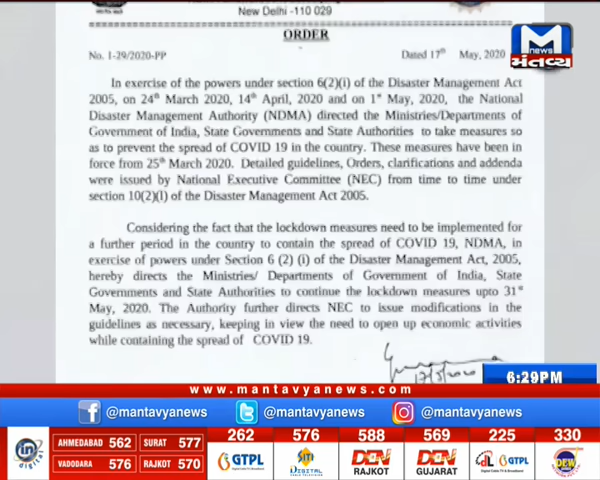 New Delhi -110 029
ORDER
No. 1-29/2020-PP Dated 17th May, 2020
M
news
મંતવ્ય
In exercise of the powers under section 6(2)(i) of the Disaster Management Act
2005, on 24th March 2020, 14th April, 2020 and on 1st May, 2020, the National
Disaster Management Authority (NDMA) directed the Ministries/Departments of
Government of India, State Governments and State Authorities to take measures so
as to prevent the spread of COVID 19 in the country. These measures have been in
force from 25th March 2020. Detailed guidelines, Orders, clarifications and addenda
were issued by National Executive Committee (NEC) from time to time under
section 10(2)(l) of the Disaster Management Act 2005.
Considering the fact that the lockdown measures need to be implemented for
a further period in the country to contain the spread of COVID 19, NDMA, in
exercise of powers under Section 6 (2) (i) of the Disaster Management Act, 2005,
hereby directs the Ministries/ Departments of Government of India, State
Governments and State Authorities to continue the lockdown measures upto 31st
May, 2020. The Authority further directs NEC to issue modifications in the
guidelines as necessary, keeping in view the need to open up economic activities
while containing the spread of COVID 19.
17/5/2020
6:29PM
www.mantavyanews.com
@mantavyanews @mantavyanews @mantavyanews
in digital
AHMEDABAD 562 SURAT 577
VADODARA 576 RAJKOT 570
262 576 588 569 225 330
GTPL
SITI DIGITAL
DEN RAJKOT
DEN GUJARAT
dL GTPL
DEW